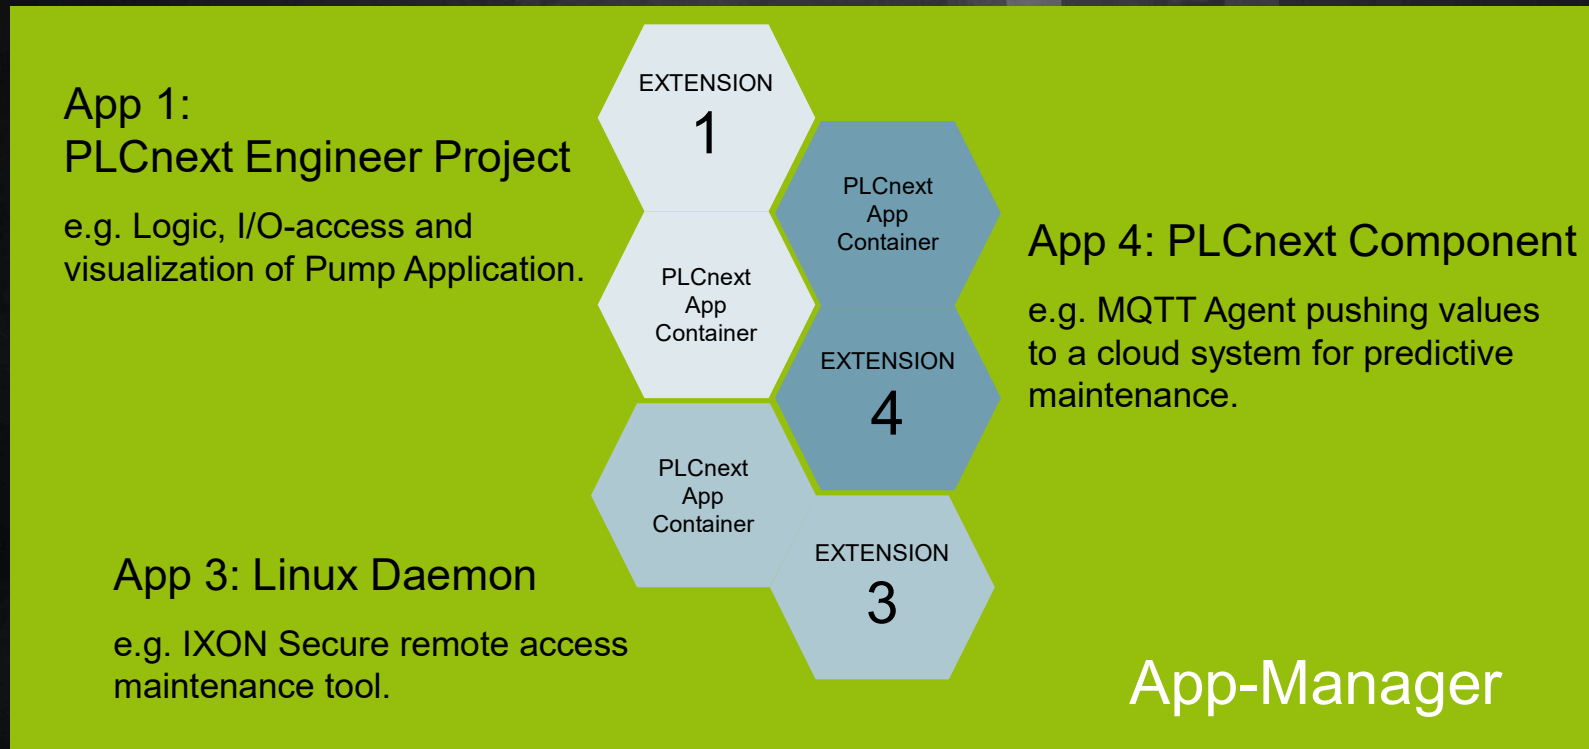 App 1:
PLCnext Engineer Project
e.g. Logic, I/O-access and
visualization of Pump Application.
EXTENSION
1
PLCnext
App
Container
PLCnext
App
Container
EXTENSION
4
App 4: PLCnext Component
e.g. MQTT Agent pushing values
to a cloud system for predictive
maintenance.
PLCnext
App
Container
EXTENSION
3
App 3: Linux Daemon
e.g. IXON Secure remote access
maintenance tool.
App-Manager